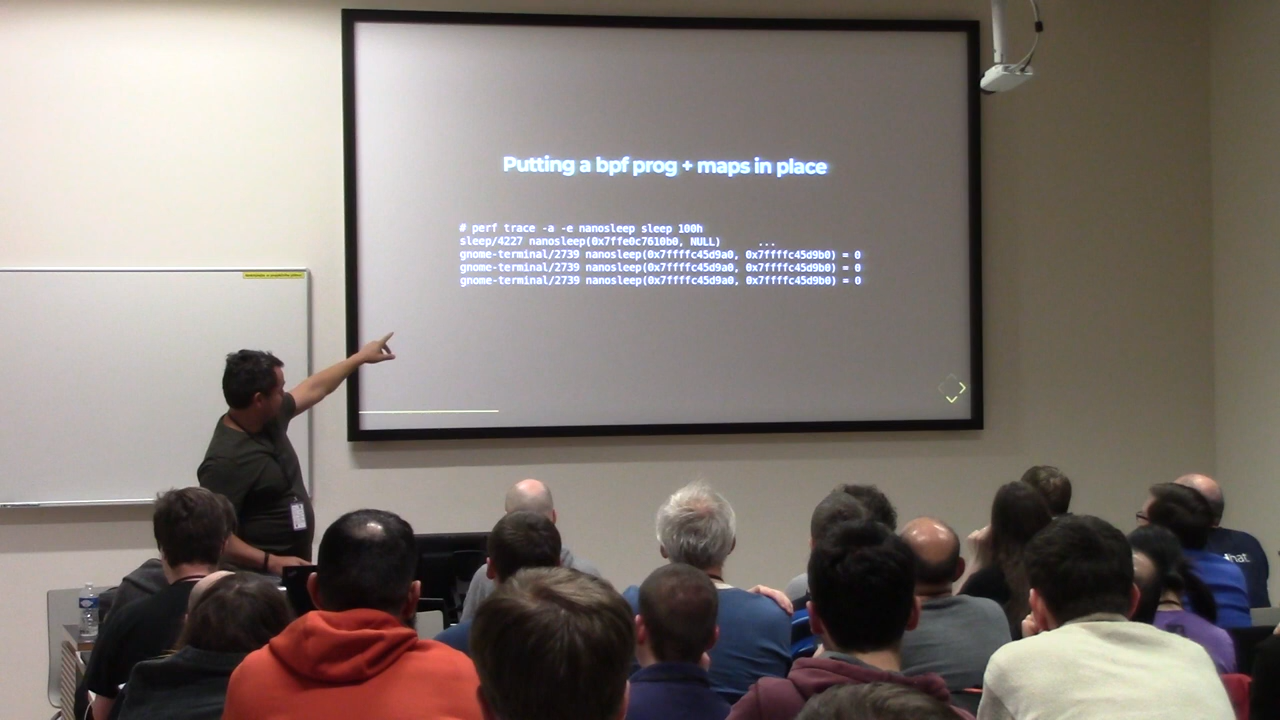 Putting a bpf prog + maps in place
# perf trace -a -e nanosleep sleep 100h
sleep/4227 nanosleep(0x7ffe0c7610b0, NULL) ...
gnome-terminal/2739 nanosleep(0x7ffffc45d9a0, 0x7ffffc45d9b0) = 0
gnome-terminal/2739 nanosleep(0x7ffffc45d9a0, 0x7ffffc45d9b0) = 0
gnome-terminal/2739 nanosleep(0x7ffffc45d9a0, 0x7ffffc45d9b0) = 0